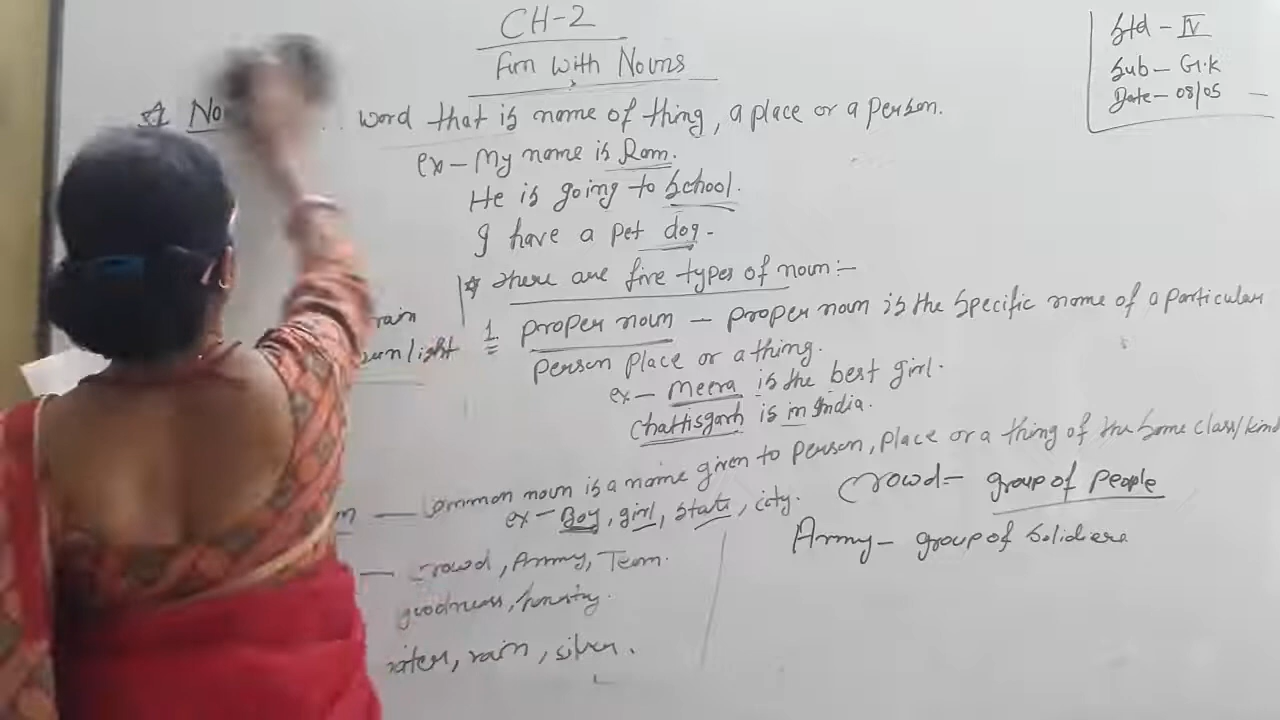 CH-2
Fun with Nouns
Std - IV
Sub - G.K
Date - 08/05
No word that is name of thing, a place or a person.
ex - My name is Ram.
He is going to School.
I have a pet dog.
there are five types of noun:-
rain
sunlight
1. proper noun - proper noun is the specific name of a particular
person place or a thing.
ex - Meera is the best girl.
Chattisgarh is in India.
m - Common noun is a name given to person, place or a thing of the same class/kind
ex - Boy, girl, state, city.
Crowd - group of people
Army - group of Soldiers
- crowd, Army, Team.
goodness, honesty.
water, rain, silver.